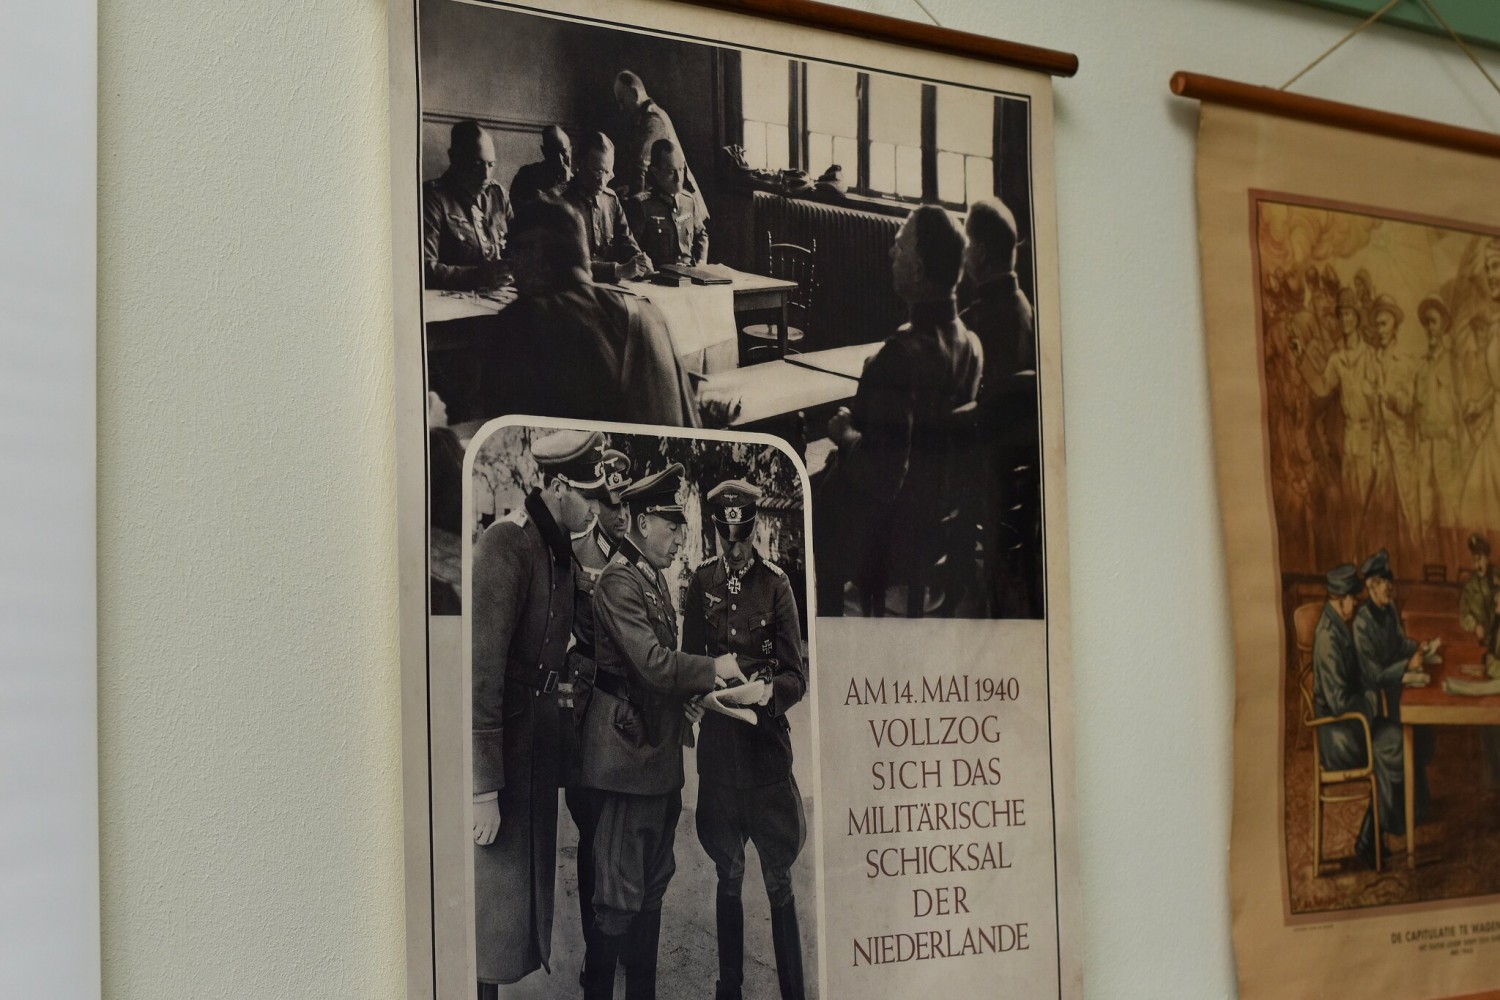 AM 14. MAI 1940
VOLLZOG
SICH DAS
MILITÄRISCHE
SCHICKSAL
DER
NIEDERLANDE
DE CAPITULATIE TE WAGEN